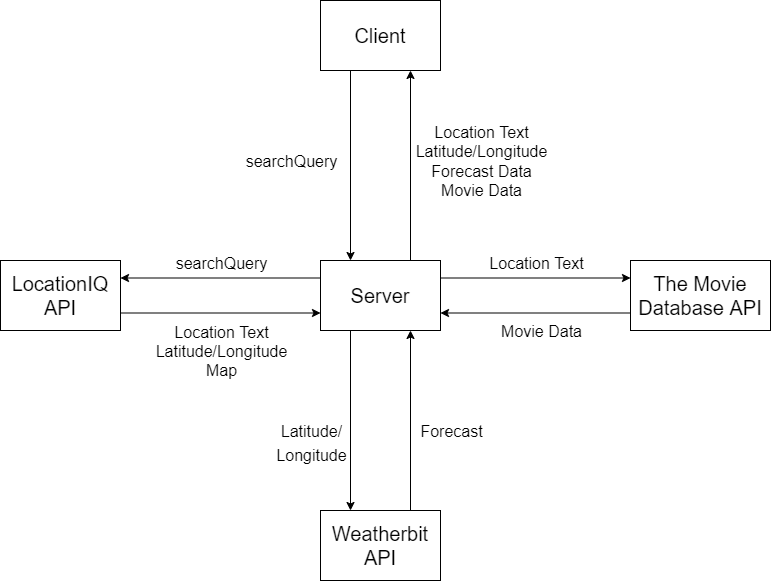 Client
searchQuery
Location Text
Latitude/Longitude
Forecast Data
Movie Data
LocationIQ
API
searchQuery
Location Text
Latitude/Longitude
Map
Server
Location Text
Movie Data
The Movie
Database API
Latitude/
Longitude
Forecast
Weatherbit
API